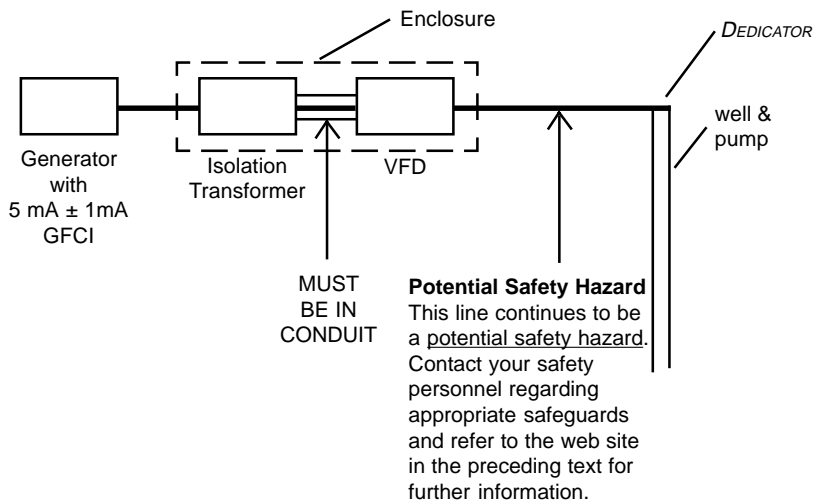 Enclosure
DEDICATOR
well &
pump
Generator
with
5 mA ± 1mA
GFCI
Isolation
Transformer
VFD
MUST
BE IN
CONDUIT
Potential Safety Hazard
This line continues to be
a potential safety hazard.
Contact your safety
personnel regarding
appropriate safeguards
and refer to the web site
in the preceding text for
further information.